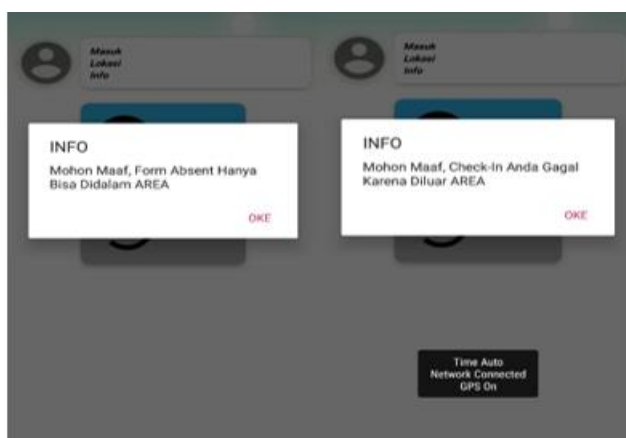 Masuk
Lokasi
Info
INFO
Mohon Maaf, Form Absent Hanya
Bisa Didalam AREA
OKE
Masuk
Lokasi
Info
INFO
Mohon Maaf, Check-In Anda Gagal
Karena Diluar AREA
OKE
Time Auto
Network Connected
GPS On